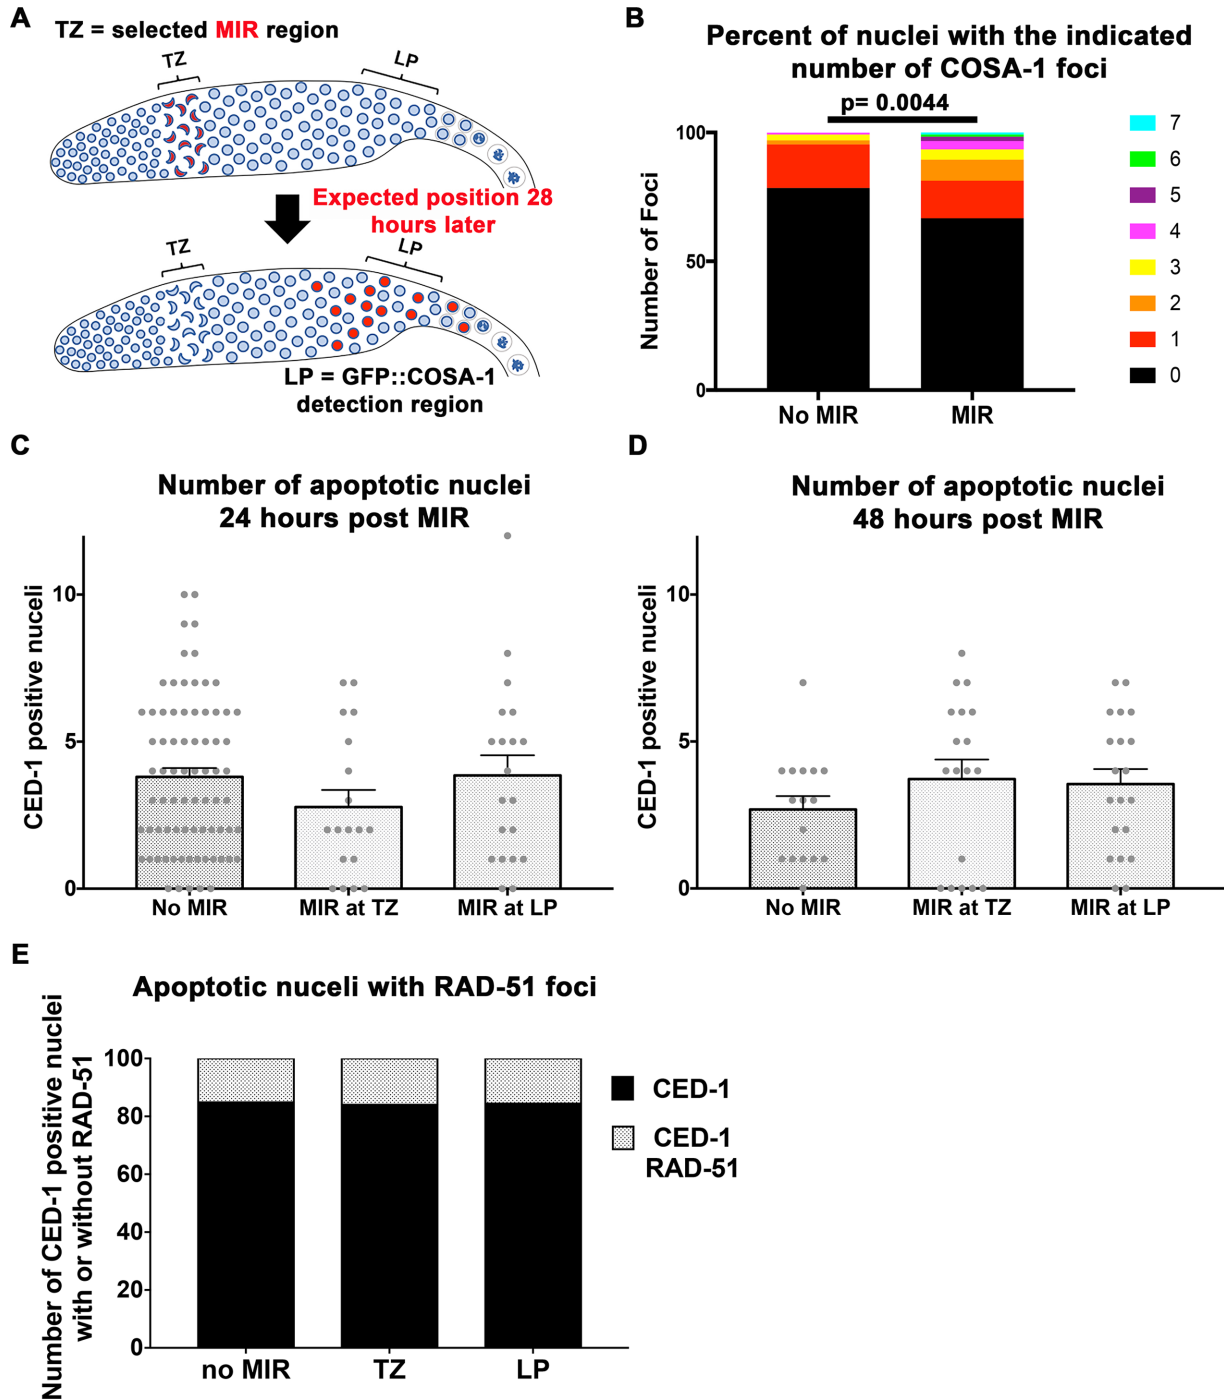 A
TZ = selected MIR region
TZ
LP
Expected position 28
hours later
TZ
LP
LP = GFP::COSA-1
detection region
B
Percent of nuclei with the indicated
number of COSA-1 foci
p= 0.0044
Number of Foci
100
50
0
No MIR
MIR
7
6
5
4
3
2
1
0
C
Number of apoptotic nuclei
24 hours post MIR
CED-1 positive nuceli
10
5
0
No MIR
MIR at TZ
MIR at LP
D
Number of apoptotic nuclei
48 hours post MIR
CED-1 positive nuceli
10
5
0
No MIR
MIR at TZ
MIR at LP
E
Apoptotic nuceli with RAD-51 foci
Number of CED-1 positive nuclei
with or without RAD-51
100
80
60
40
20
0
no MIR
TZ
LP
CED-1
CED-1
RAD-51